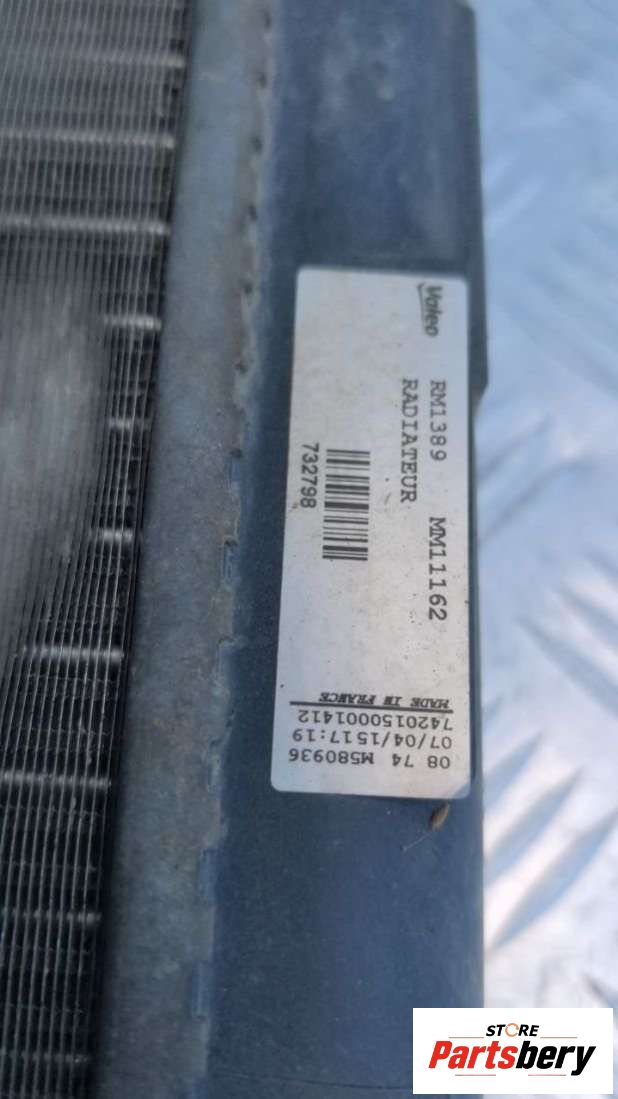 Valeo
RM1389 MM11162
RADIATEUR
732798
MADE IN FRANCE
7420150001412
07/04/1517:19
08 74 M580936
STORE
Partsbery